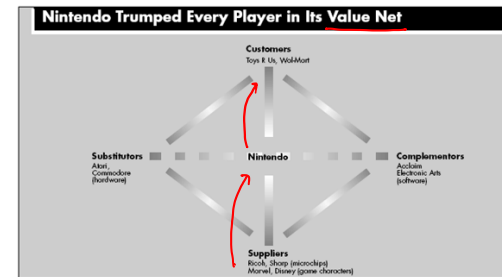 Nintendo Trumped Every Player in Its Value Net
Customers
Toys R Us, Wal-Mart
Substitutors
Atari,
Commodore
(hardware)
Nintendo
Complementors
Acclaim
Electronic Arts
(software)
Suppliers
Ricoh, Sharp (microchips)
Marvel, Disney (game characters)